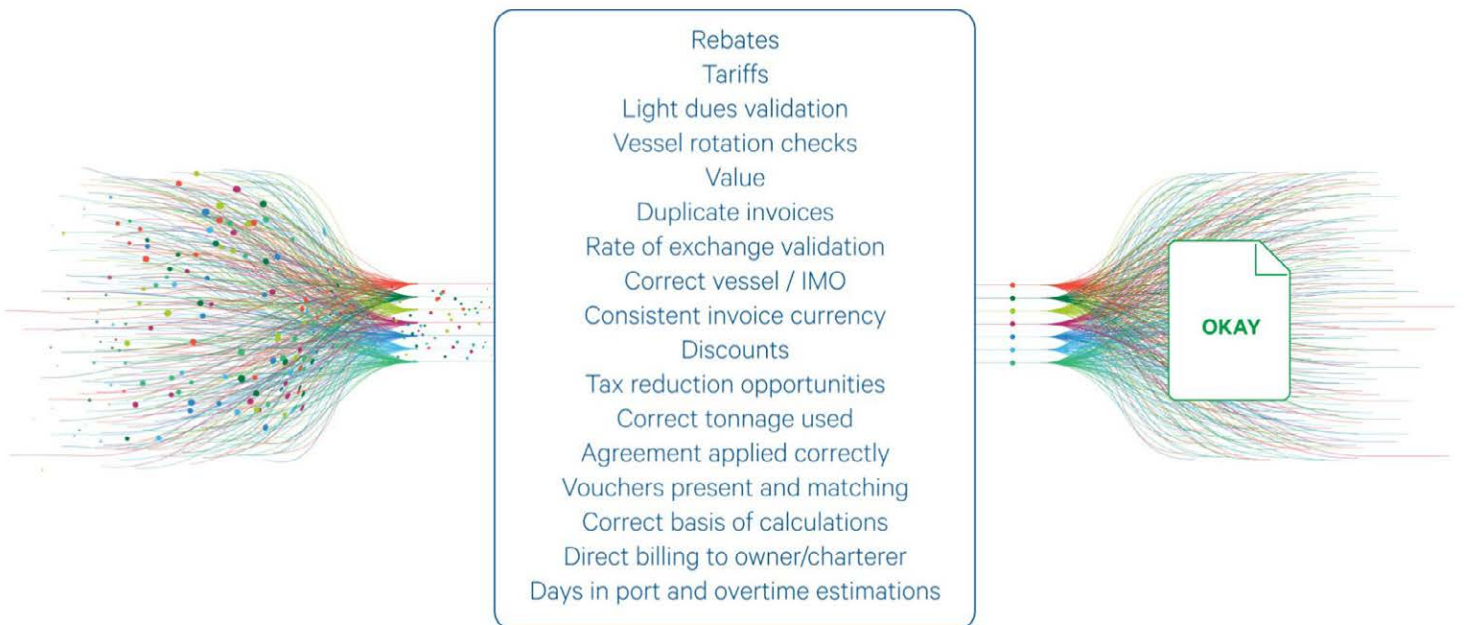 Rebates
Tariffs
Light dues validation
Vessel rotation checks
Value
Duplicate invoices
Rate of exchange validation
Correct vessel / IMO
Consistent invoice currency
Discounts
Tax reduction opportunities
Correct tonnage used
Agreement applied correctly
Vouchers present and matching
Correct basis of calculations
Direct billing to owner/charterer
Days in port and overtime estimations
OKAY